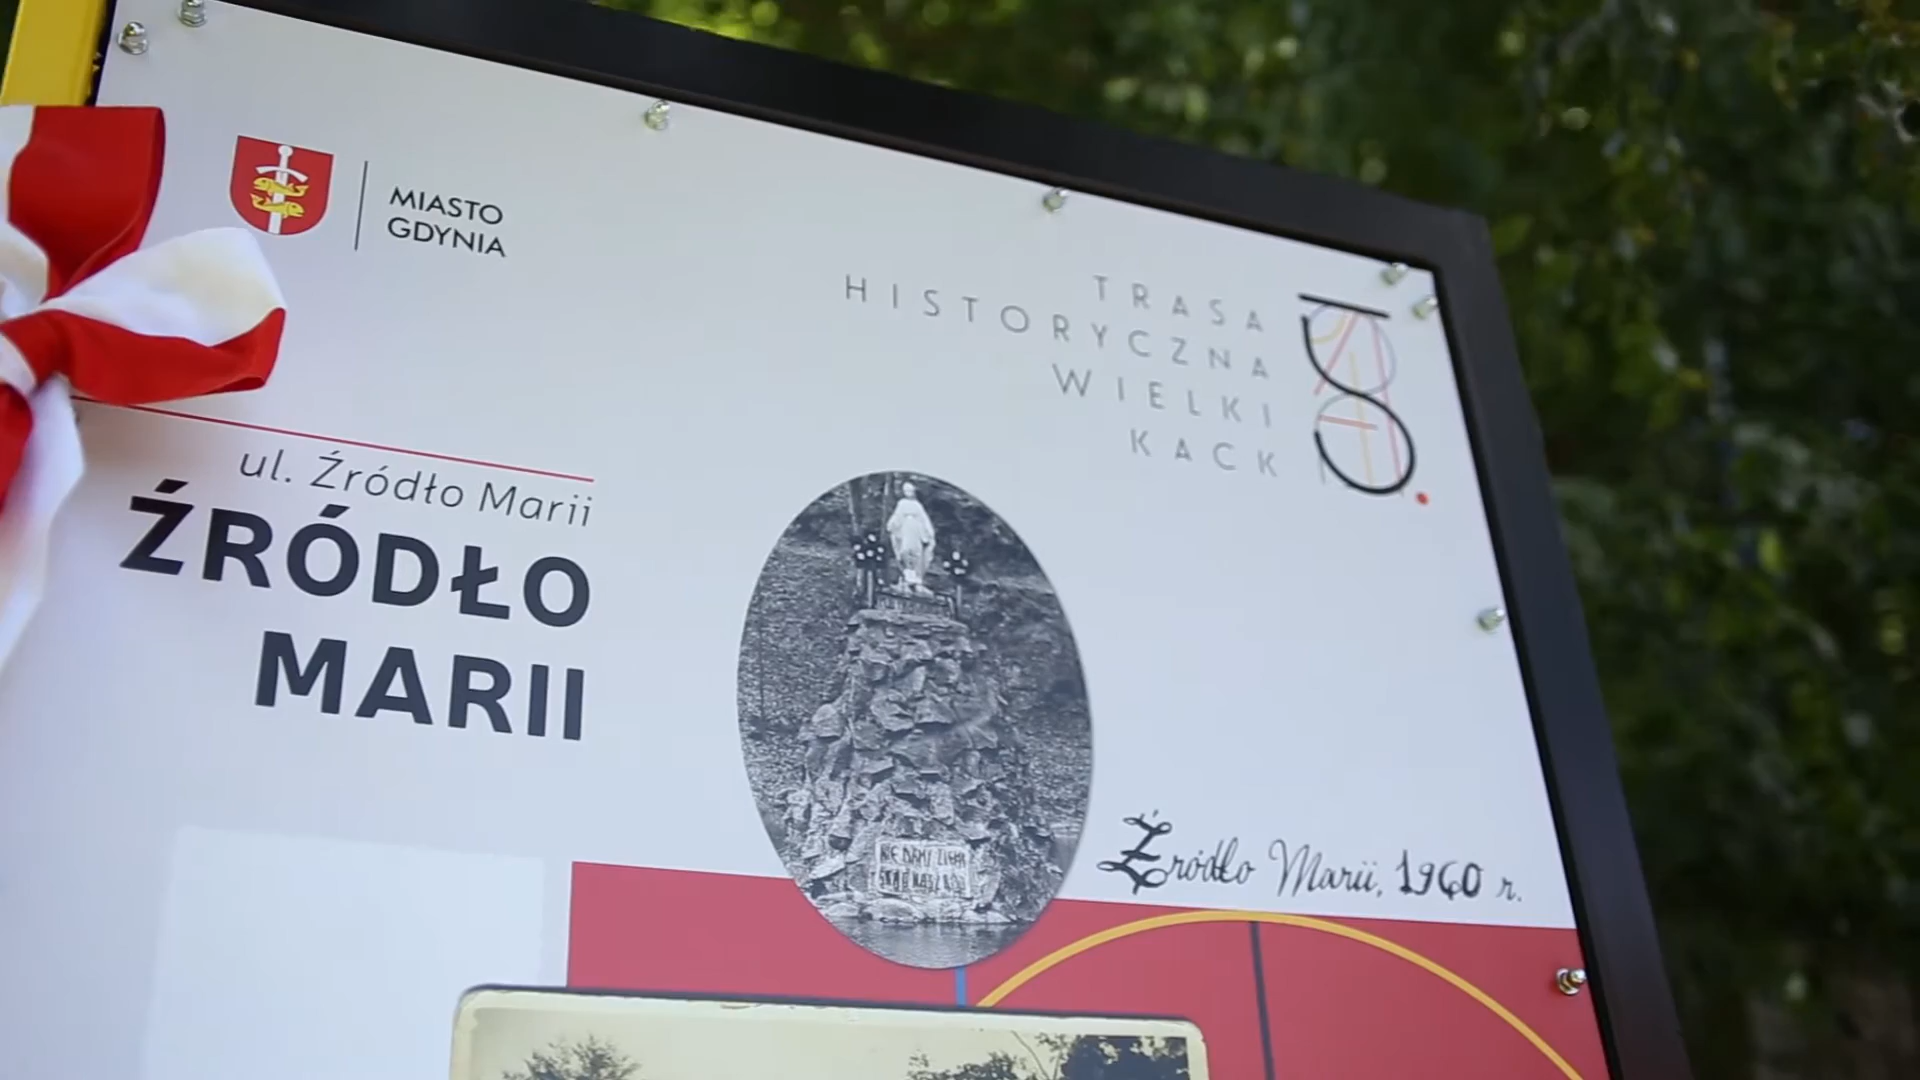 MIASTO
GDYNIA
TRASA
HISTORYCZNA
WIELKI
KACK
ul. Źródło Marii
ŹRÓDŁO
MARII
Źródło Marii, 1960 r.